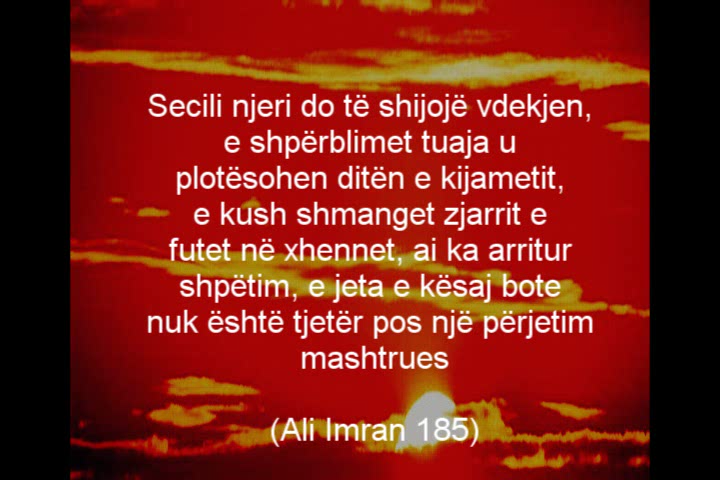 Secili njeri do të shijojë vdekjen,
e shpërblimet tuaja u
plotësohen ditën e kijametit,
e kush shmanget zjarrit e
futet në xhennet, ai ka arritur
shpëtim, e jeta e kësaj bote
nuk është tjetër pos një përjetim
mashtrues
(Ali Imran 185)